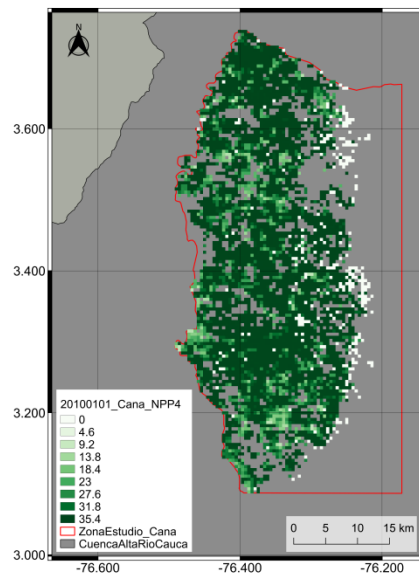 N
3.600
3.400
3.200
3.000
20100101_Cana_NPP4
0
4.6
9.2
13.8
18.4
23
27.6
31.8
35.4
ZonaEstudio_Cana
CuencaAltaRioCauca
0 5 10 15 km
-76.600 -76.400 -76.200